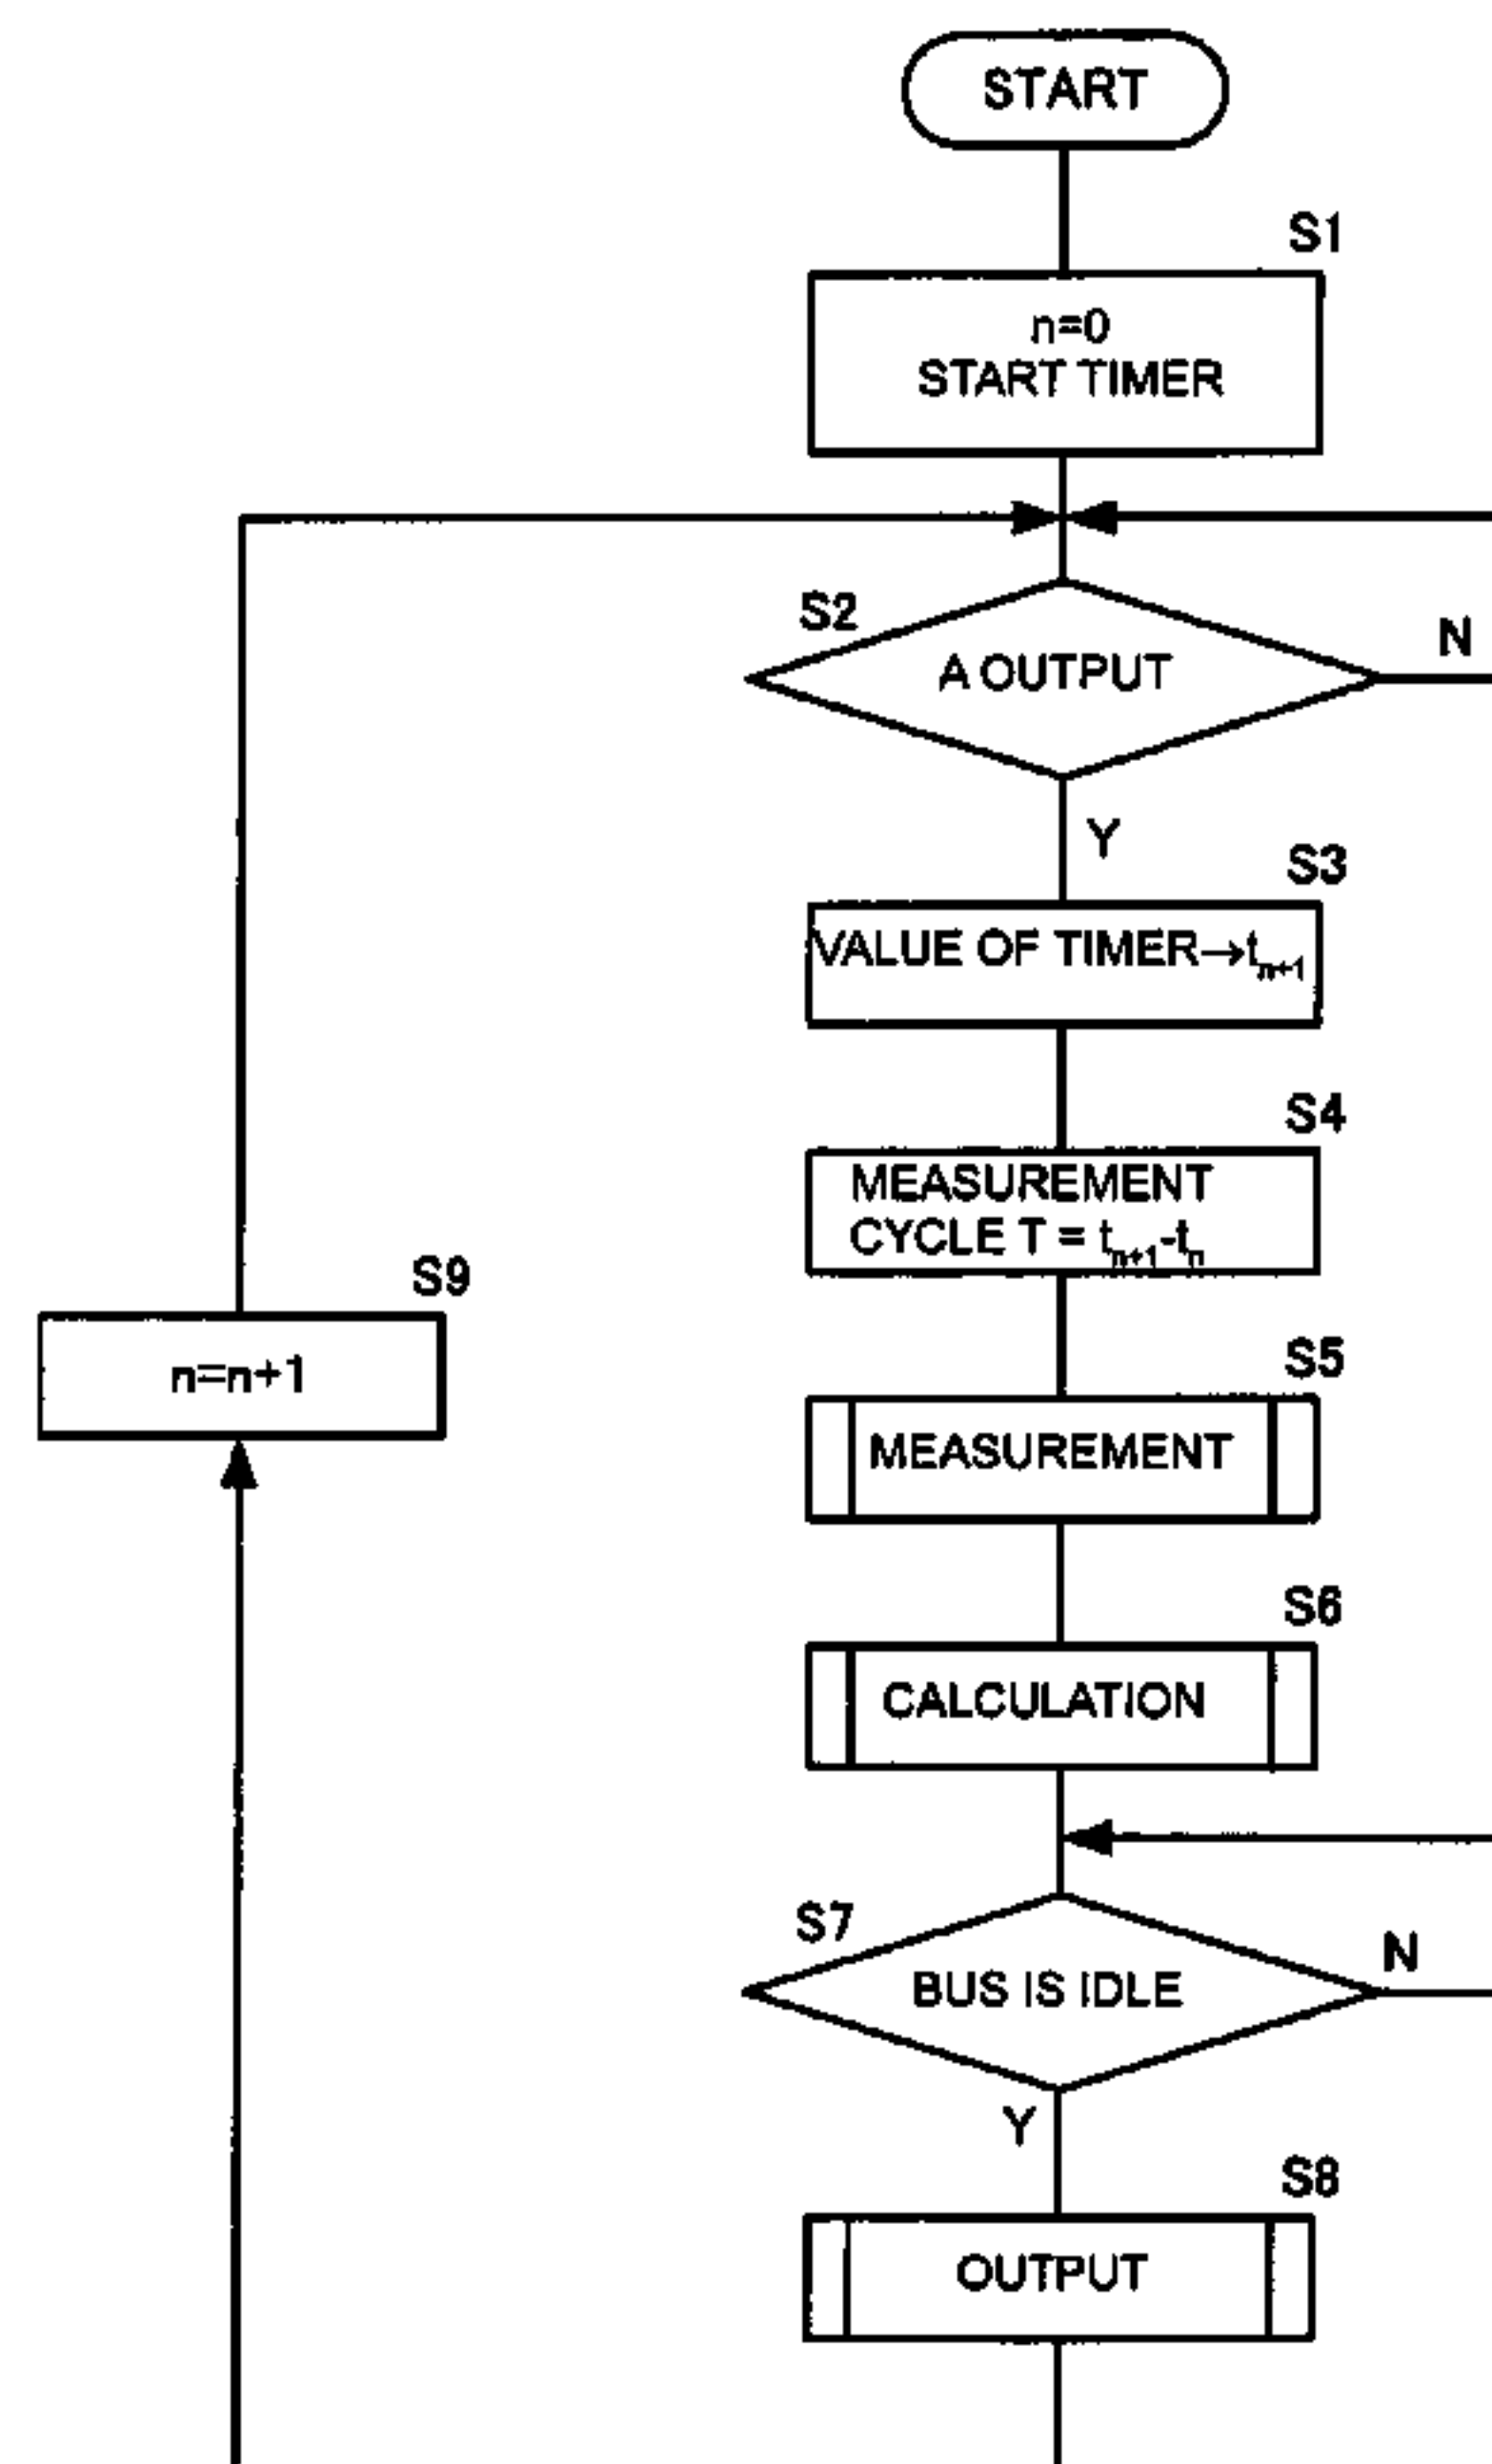 START
S1
n=0
START TIMER
S2
A OUTPUT
N
Y
S3
VALUE OF TIMER→tn+1
S4
MEASUREMENT
CYCLE T = tn+1-tn
S9
n=n+1
S5
MEASUREMENT
S6
CALCULATION
S7
BUS IS IDLE
N
Y
S8
OUTPUT